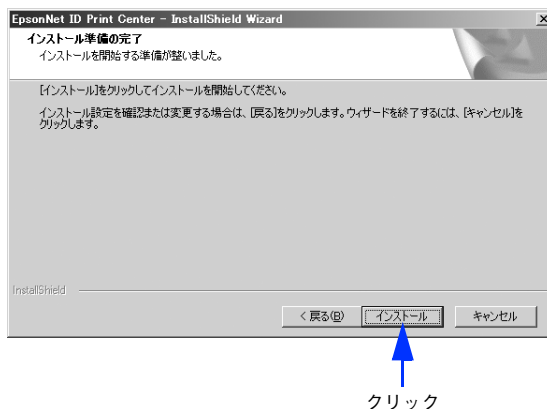 EpsonNet ID Print Center - InstallShield Wizard
インストール準備の完了
インストールを開始する準備が整いました。
[インストール]をクリックしてインストールを開始してください。
インストール設定を確認または変更する場合は、[戻る]をクリックします。ウィザードを終了するには、[キャンセル]を
クリックします。
InstallShield
< 戻る(B) インストール キャンセル
クリック